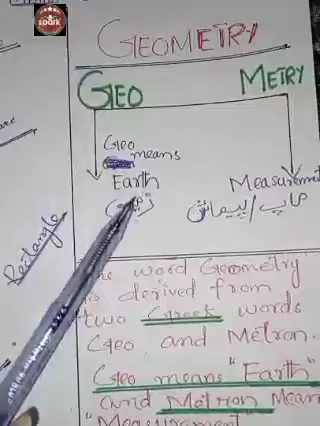 spark
GEOMETRY
GEO METRY
Geo
means
Earth Measurement
ماپ/پیمائش
Rectangle
The word Geometry
is derived from
two Greek words
Geo and Metron.
Geo means "Earth"
and Metron Mean
"Measurement"